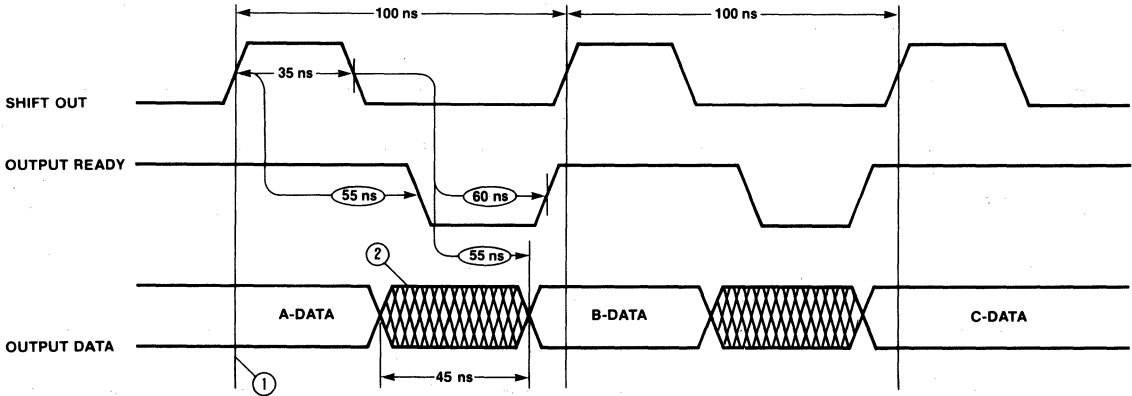 100 ns
100 ns
35 ns
SHIFT OUT
OUTPUT READY
55 ns
60 ns
2
55 ns
A-DATA
B-DATA
C-DATA
OUTPUT DATA
45 ns
1